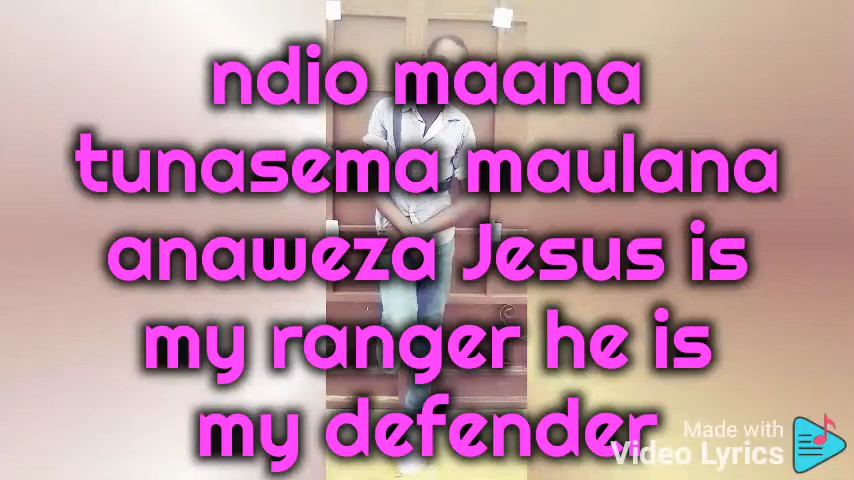 ndio maana
tunasema maulana
anaweza Jesus is
my ranger he is
my defender
Made with
Video Lyrics